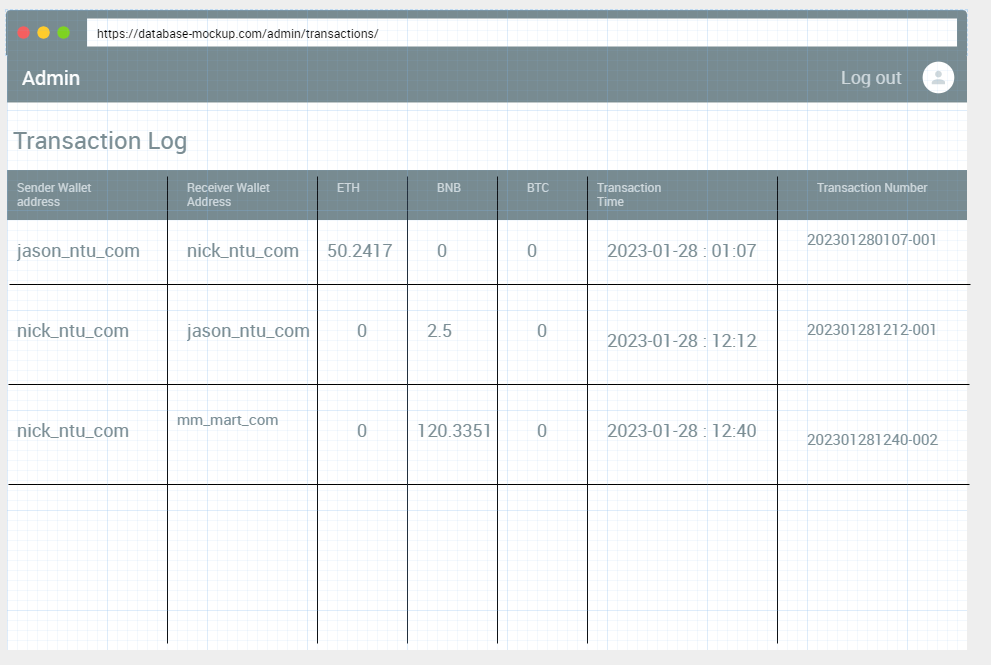 https://database-mockup.com/admin/transactions/
Admin
Log out
Transaction Log
Sender Wallet
address
Receiver Wallet
Address
ETH
BNB
BTC
Transaction
Time
Transaction Number
jason_ntu_com nick_ntu_com 50.2417 0 0 2023-01-28 : 01:07 202301280107-001
nick_ntu_com jason_ntu_com 0 2.5 0 2023-01-28 : 12:12 202301281212-001
nick_ntu_com mm_mart_com 0 120.3351 0 2023-01-28 : 12:40 202301281240-002